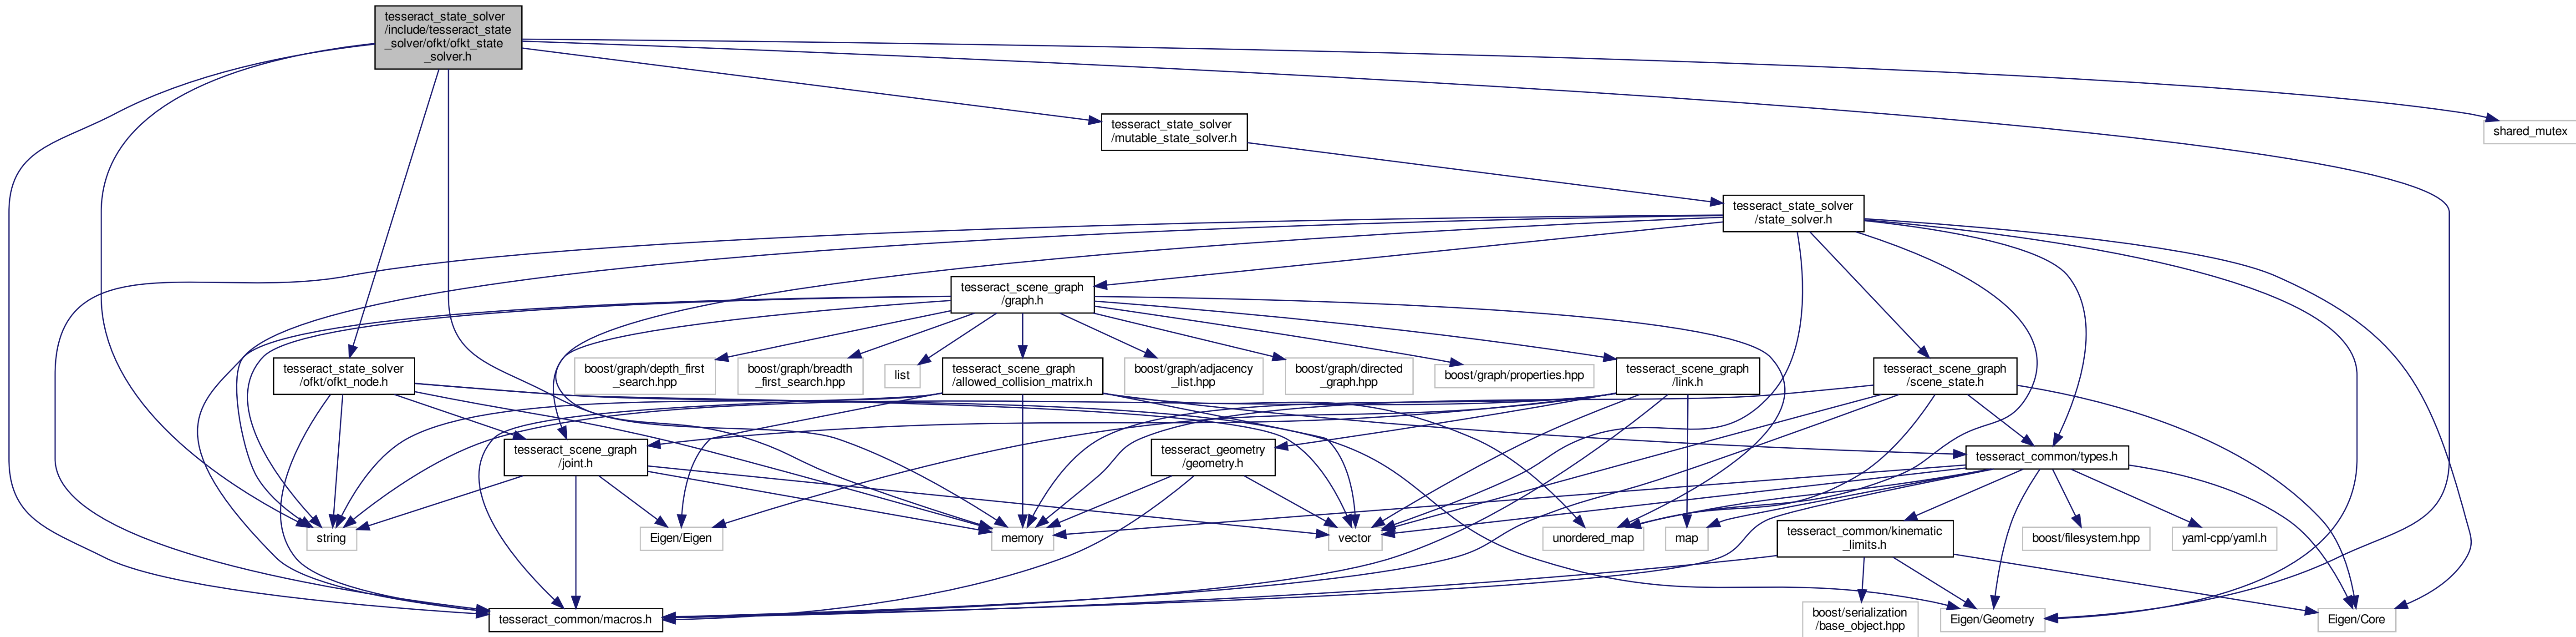 tesseract_state_solver
/include/tesseract_state
_solver/ofkt/ofkt_state
_solver.h
tesseract_state_solver
/mutable_state_solver.h
shared_mutex
tesseract_state_solver
/state_solver.h
tesseract_scene_graph
/graph.h
tesseract_state_solver
/ofkt/ofkt_node.h
boost/graph/depth_first
_search.hpp
boost/graph/breadth
_first_search.hpp
list
tesseract_scene_graph
/allowed_collision_matrix.h
boost/graph/adjacency
_list.hpp
boost/graph/directed
_graph.hpp
boost/graph/properties.hpp
tesseract_scene_graph
/link.h
tesseract_scene_graph
/scene_state.h
tesseract_scene_graph
/joint.h
tesseract_geometry
/geometry.h
tesseract_common/types.h
string
Eigen/Eigen
memory
vector
unordered_map
map
tesseract_common/kinematic
_limits.h
boost/filesystem.hpp
yaml-cpp/yaml.h
tesseract_common/macros.h
boost/serialization
/base_object.hpp
Eigen/Geometry
Eigen/Core